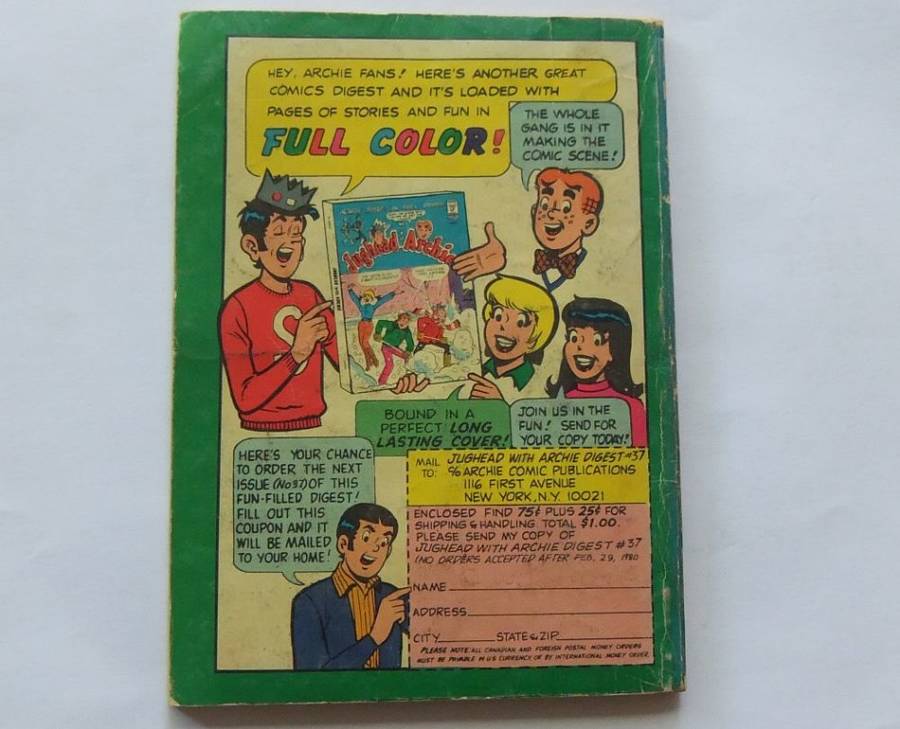 HEY, ARCHIE FANS! HERE'S ANOTHER GREAT
COMICS DIGEST AND IT'S LOADED WITH
PAGES OF STORIES AND FUN IN
FULL COLOR!
THE WHOLE
GANG IS IN IT
MAKING THE
COMIC SCENE!
Jughead Archie
S
BOUND IN A
PERFECT LONG
LASTING COVER!
JOIN US IN THE
FUN! SEND FOR
YOUR COPY TODAY!
HERE'S YOUR CHANCE
TO ORDER THE NEXT
ISSUE (No 37) OF THIS
FUN-FILLED DIGEST!
FILL OUT THIS
COUPON AND IT
WILL BE MAILED
TO YOUR HOME!
MAIL TO: JUGHEAD WITH ARCHIE DIGEST #37
% ARCHIE COMIC PUBLICATIONS
1116 FIRST AVENUE
NEW YORK, N.Y. 10021
ENCLOSED FIND 75¢ PLUS 25¢ FOR
SHIPPING & HANDLING. TOTAL $1.00.
PLEASE SEND MY COPY OF
JUGHEAD WITH ARCHIE DIGEST #37
(NO ORDERS ACCEPTED AFTER FEB. 29, 1980
NAME
ADDRESS
CITY STATE & ZIP
PLEASE NOTE: ALL CANADIAN AND FOREIGN POSTAL MONEY ORDERS
MUST BE PAYABLE IN US CURRENCY OR BY INTERNATIONAL MONEY ORDER.